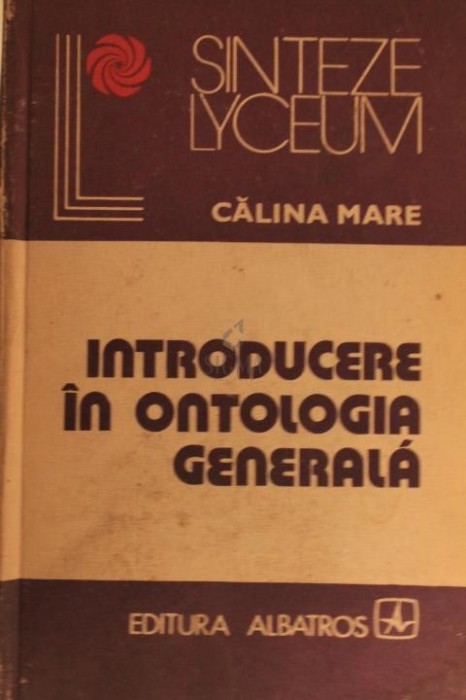 SINTEZE
LYCEUM
CĂLINA MARE
INTRODUCERE
ÎN ONTOLOGIA
GENERALĂ
EDITURA ALBATROS